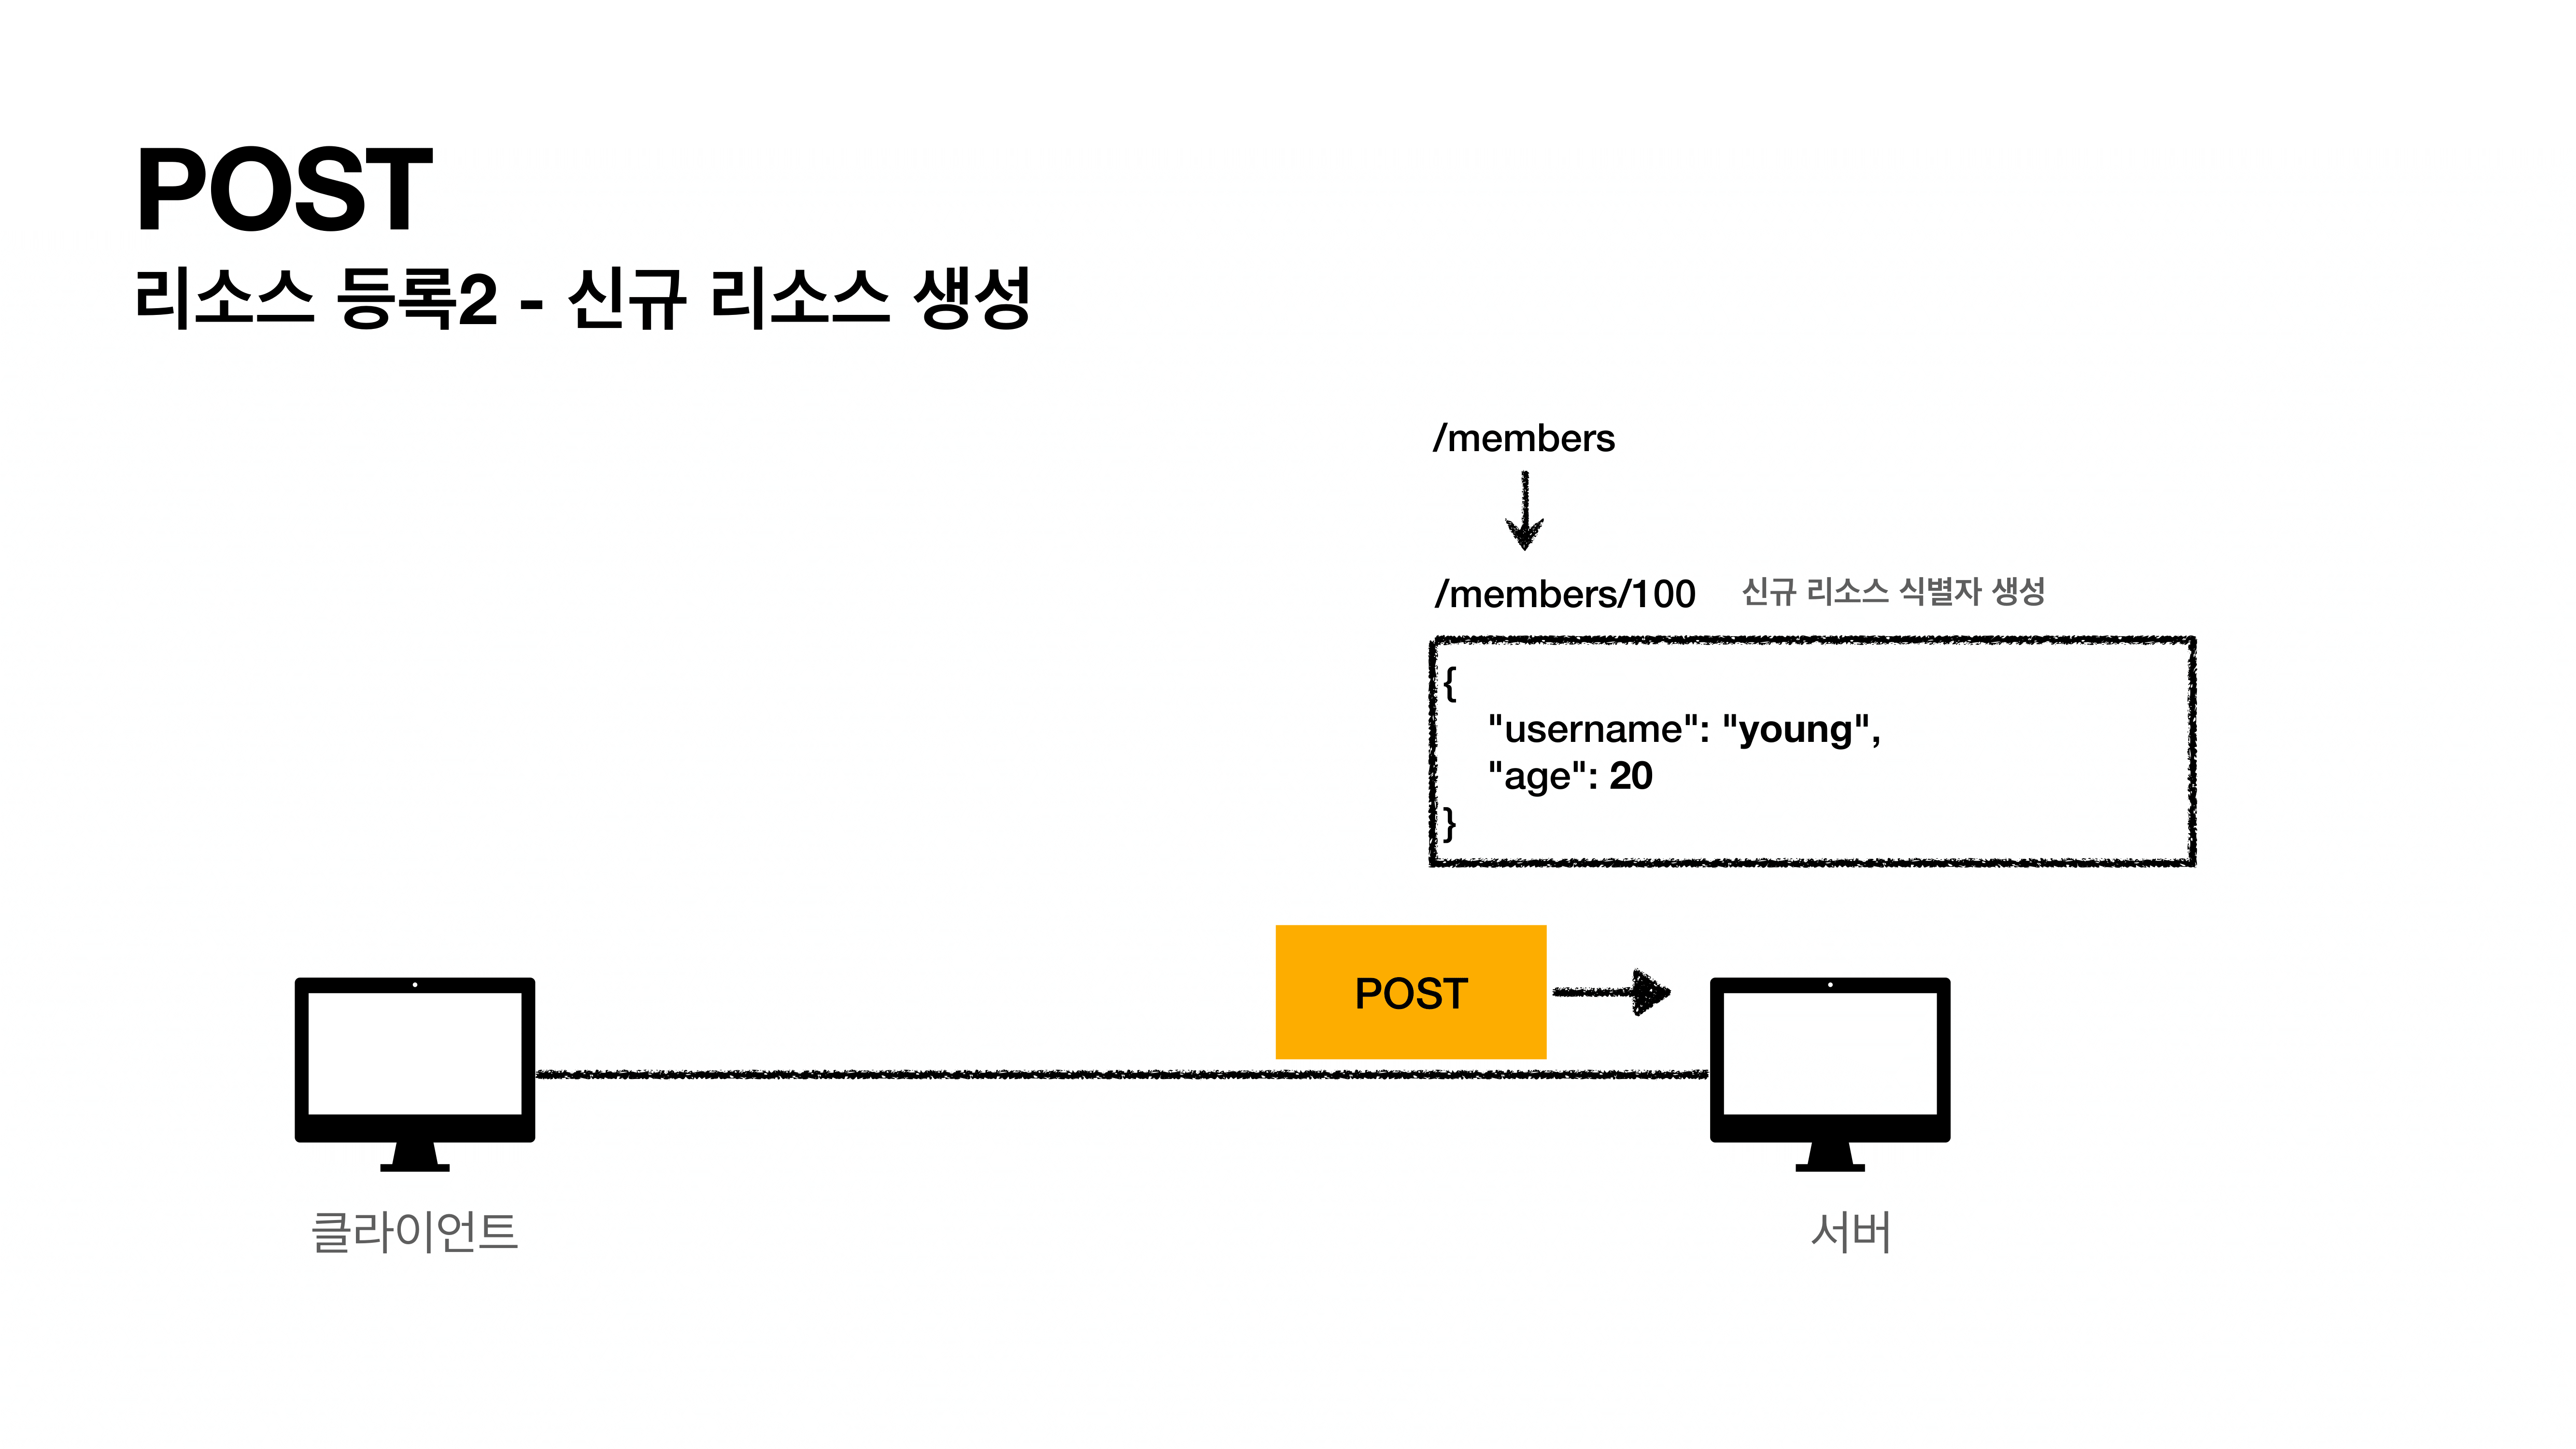 POST
리소스 등록2 - 신규 리소스 생성
/members
/members/100 신규 리소스 식별자 생성
{
"username": "young",
"age": 20
}
POST
클라이언트
서버